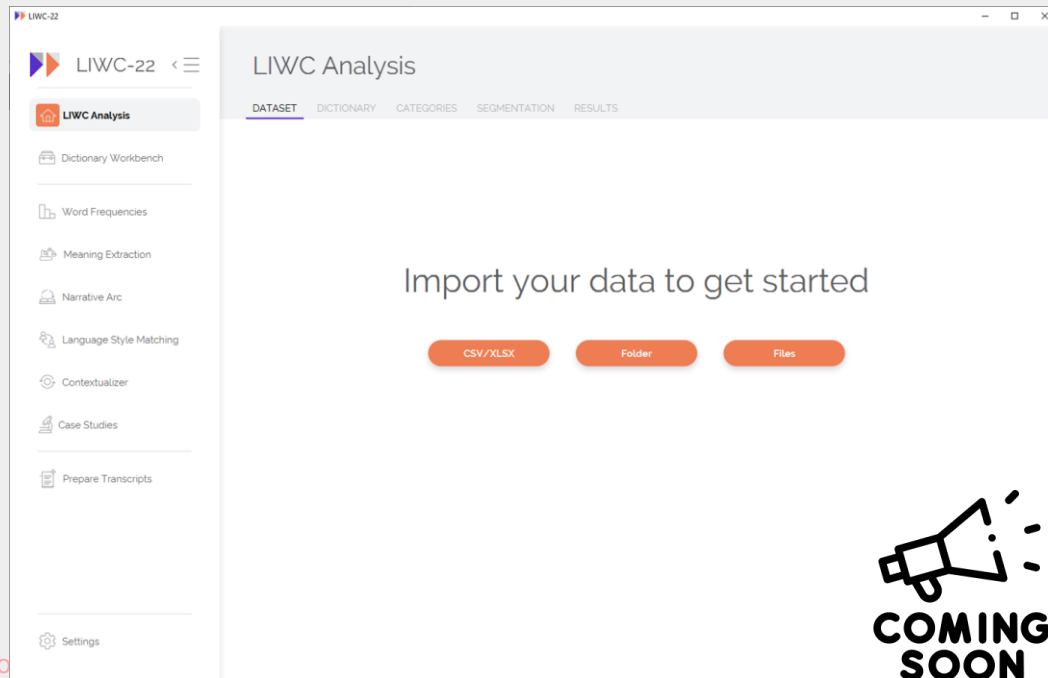 LIWC-22
LIWC-22
LIWC Analysis
Dictionary Workbench
Word Frequencies
Meaning Extraction
Narrative Arc
Language Style Matching
Contextualizer
Case Studies
Prepare Transcripts
Settings
LIWC Analysis
DATASET DICTIONARY CATEGORIES SEGMENTATION RESULTS
Import your data to get started
CSV/XLSX Folder Files
COMING
SOON